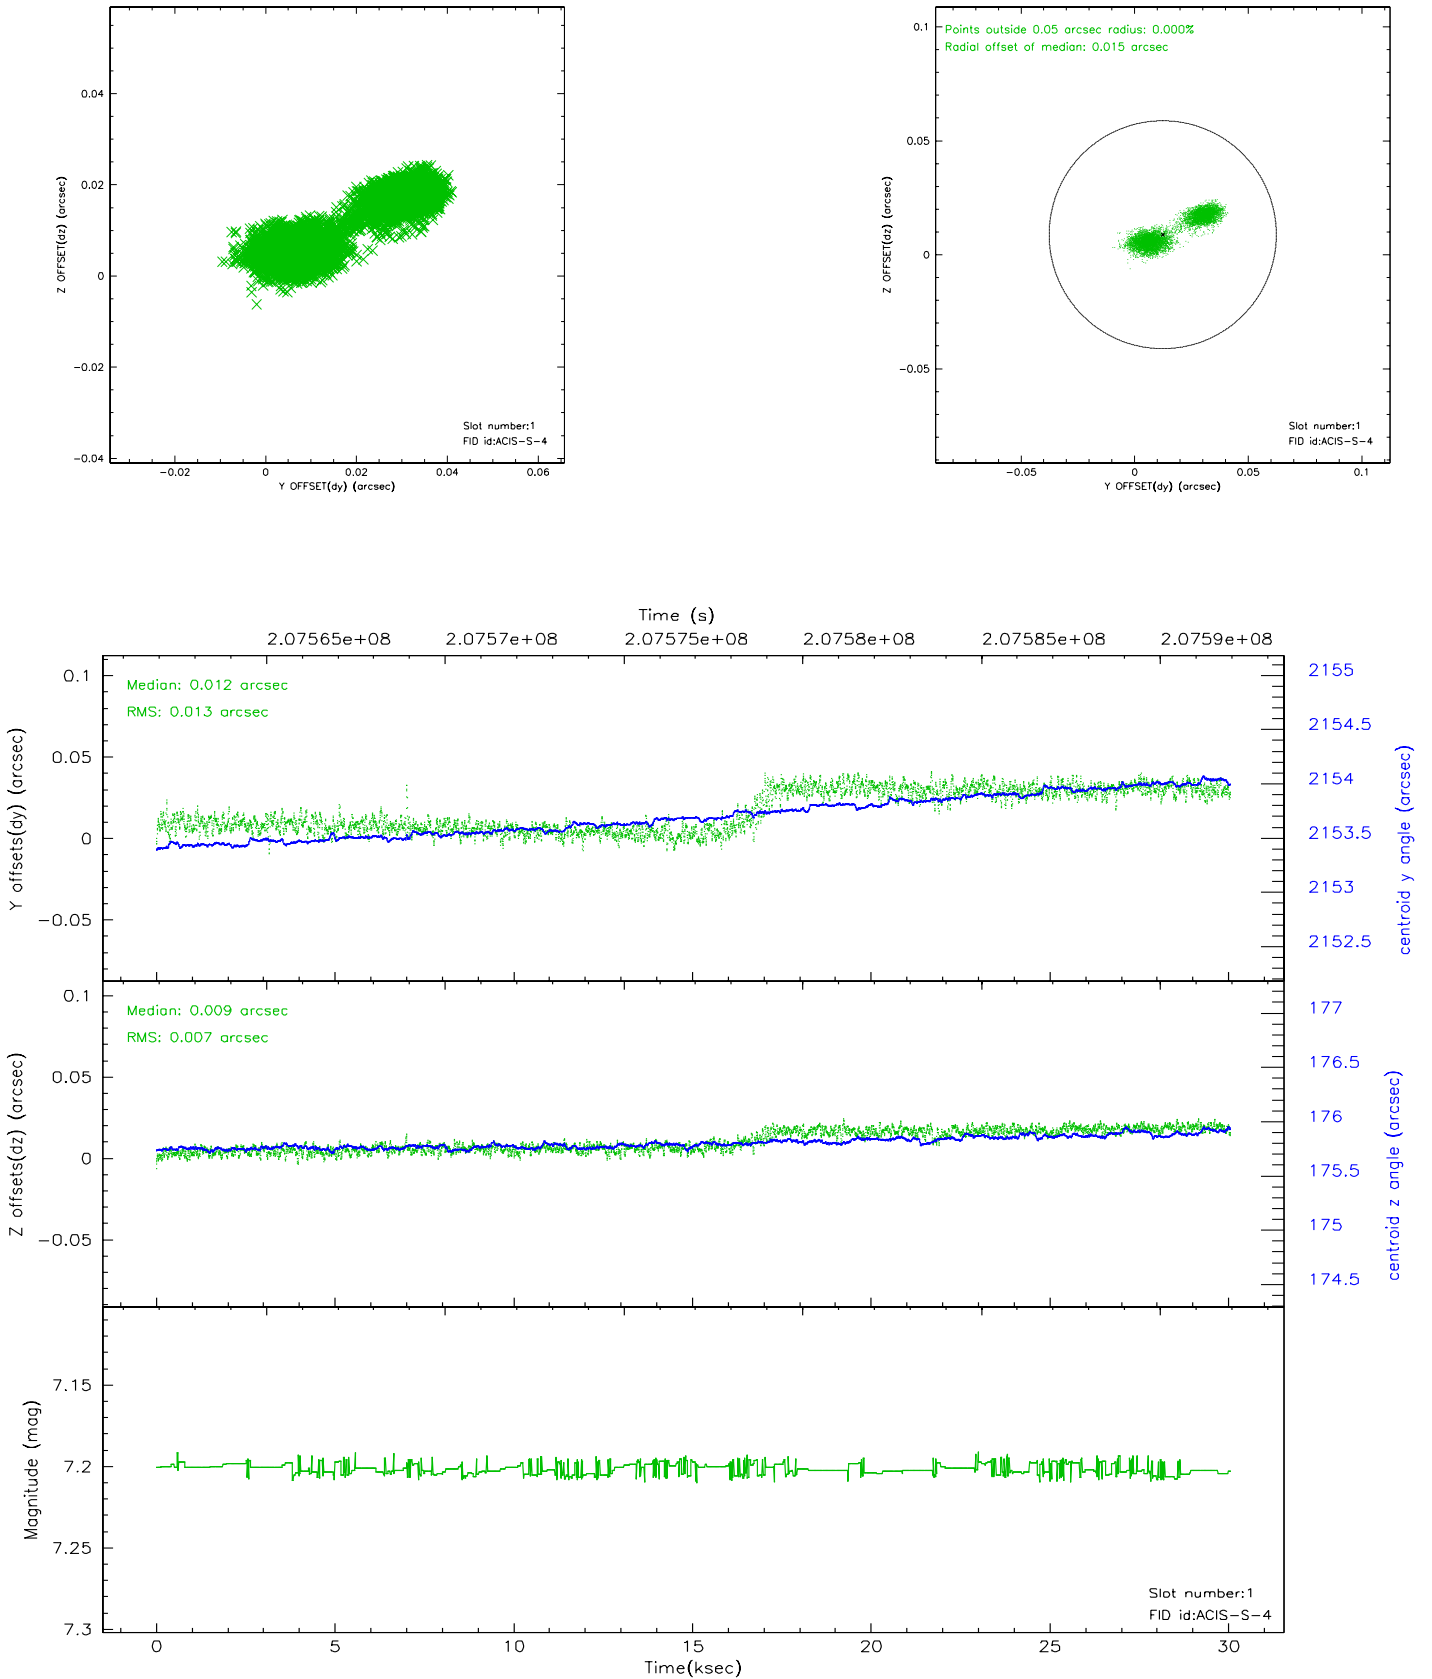 0.04
0.02
0
−0.02
−0.04
Z OFFSET(dz) (arcsec)
−0.02 0 0.02 0.04 0.06
Y OFFSET(dy) (arcsec)
Slot number:1
FID id:ACIS−S−4
Points outside 0.05 arcsec radius: 0.000%
Radial offset of median: 0.015 arcsec
0.1
0.05
0
−0.05
Z OFFSET(dz) (arcsec)
−0.05 0 0.05 0.1
Y OFFSET(dy) (arcsec)
Slot number:1
FID id:ACIS−S−4
Time (s)
2.07565e+08 2.0757e+08 2.07575e+08 2.0758e+08 2.07585e+08 2.0759e+08
Median: 0.012 arcsec
RMS: 0.013 arcsec
0.1
0.05
0
−0.05
Y offsets(dy) (arcsec)
2155
2154.5
2154
2153.5
2153
2152.5
centroid y angle (arcsec)
Median: 0.009 arcsec
RMS: 0.007 arcsec
0.1
0.05
0
−0.05
Z offsets(dz) (arcsec)
177
176.5
176
175.5
175
174.5
centroid z angle (arcsec)
7.15
7.2
7.25
7.3
Magnitude (mag)
Slot number:1
FID id:ACIS−S−4
0 5 10 15 20 25 30
Time(ksec)